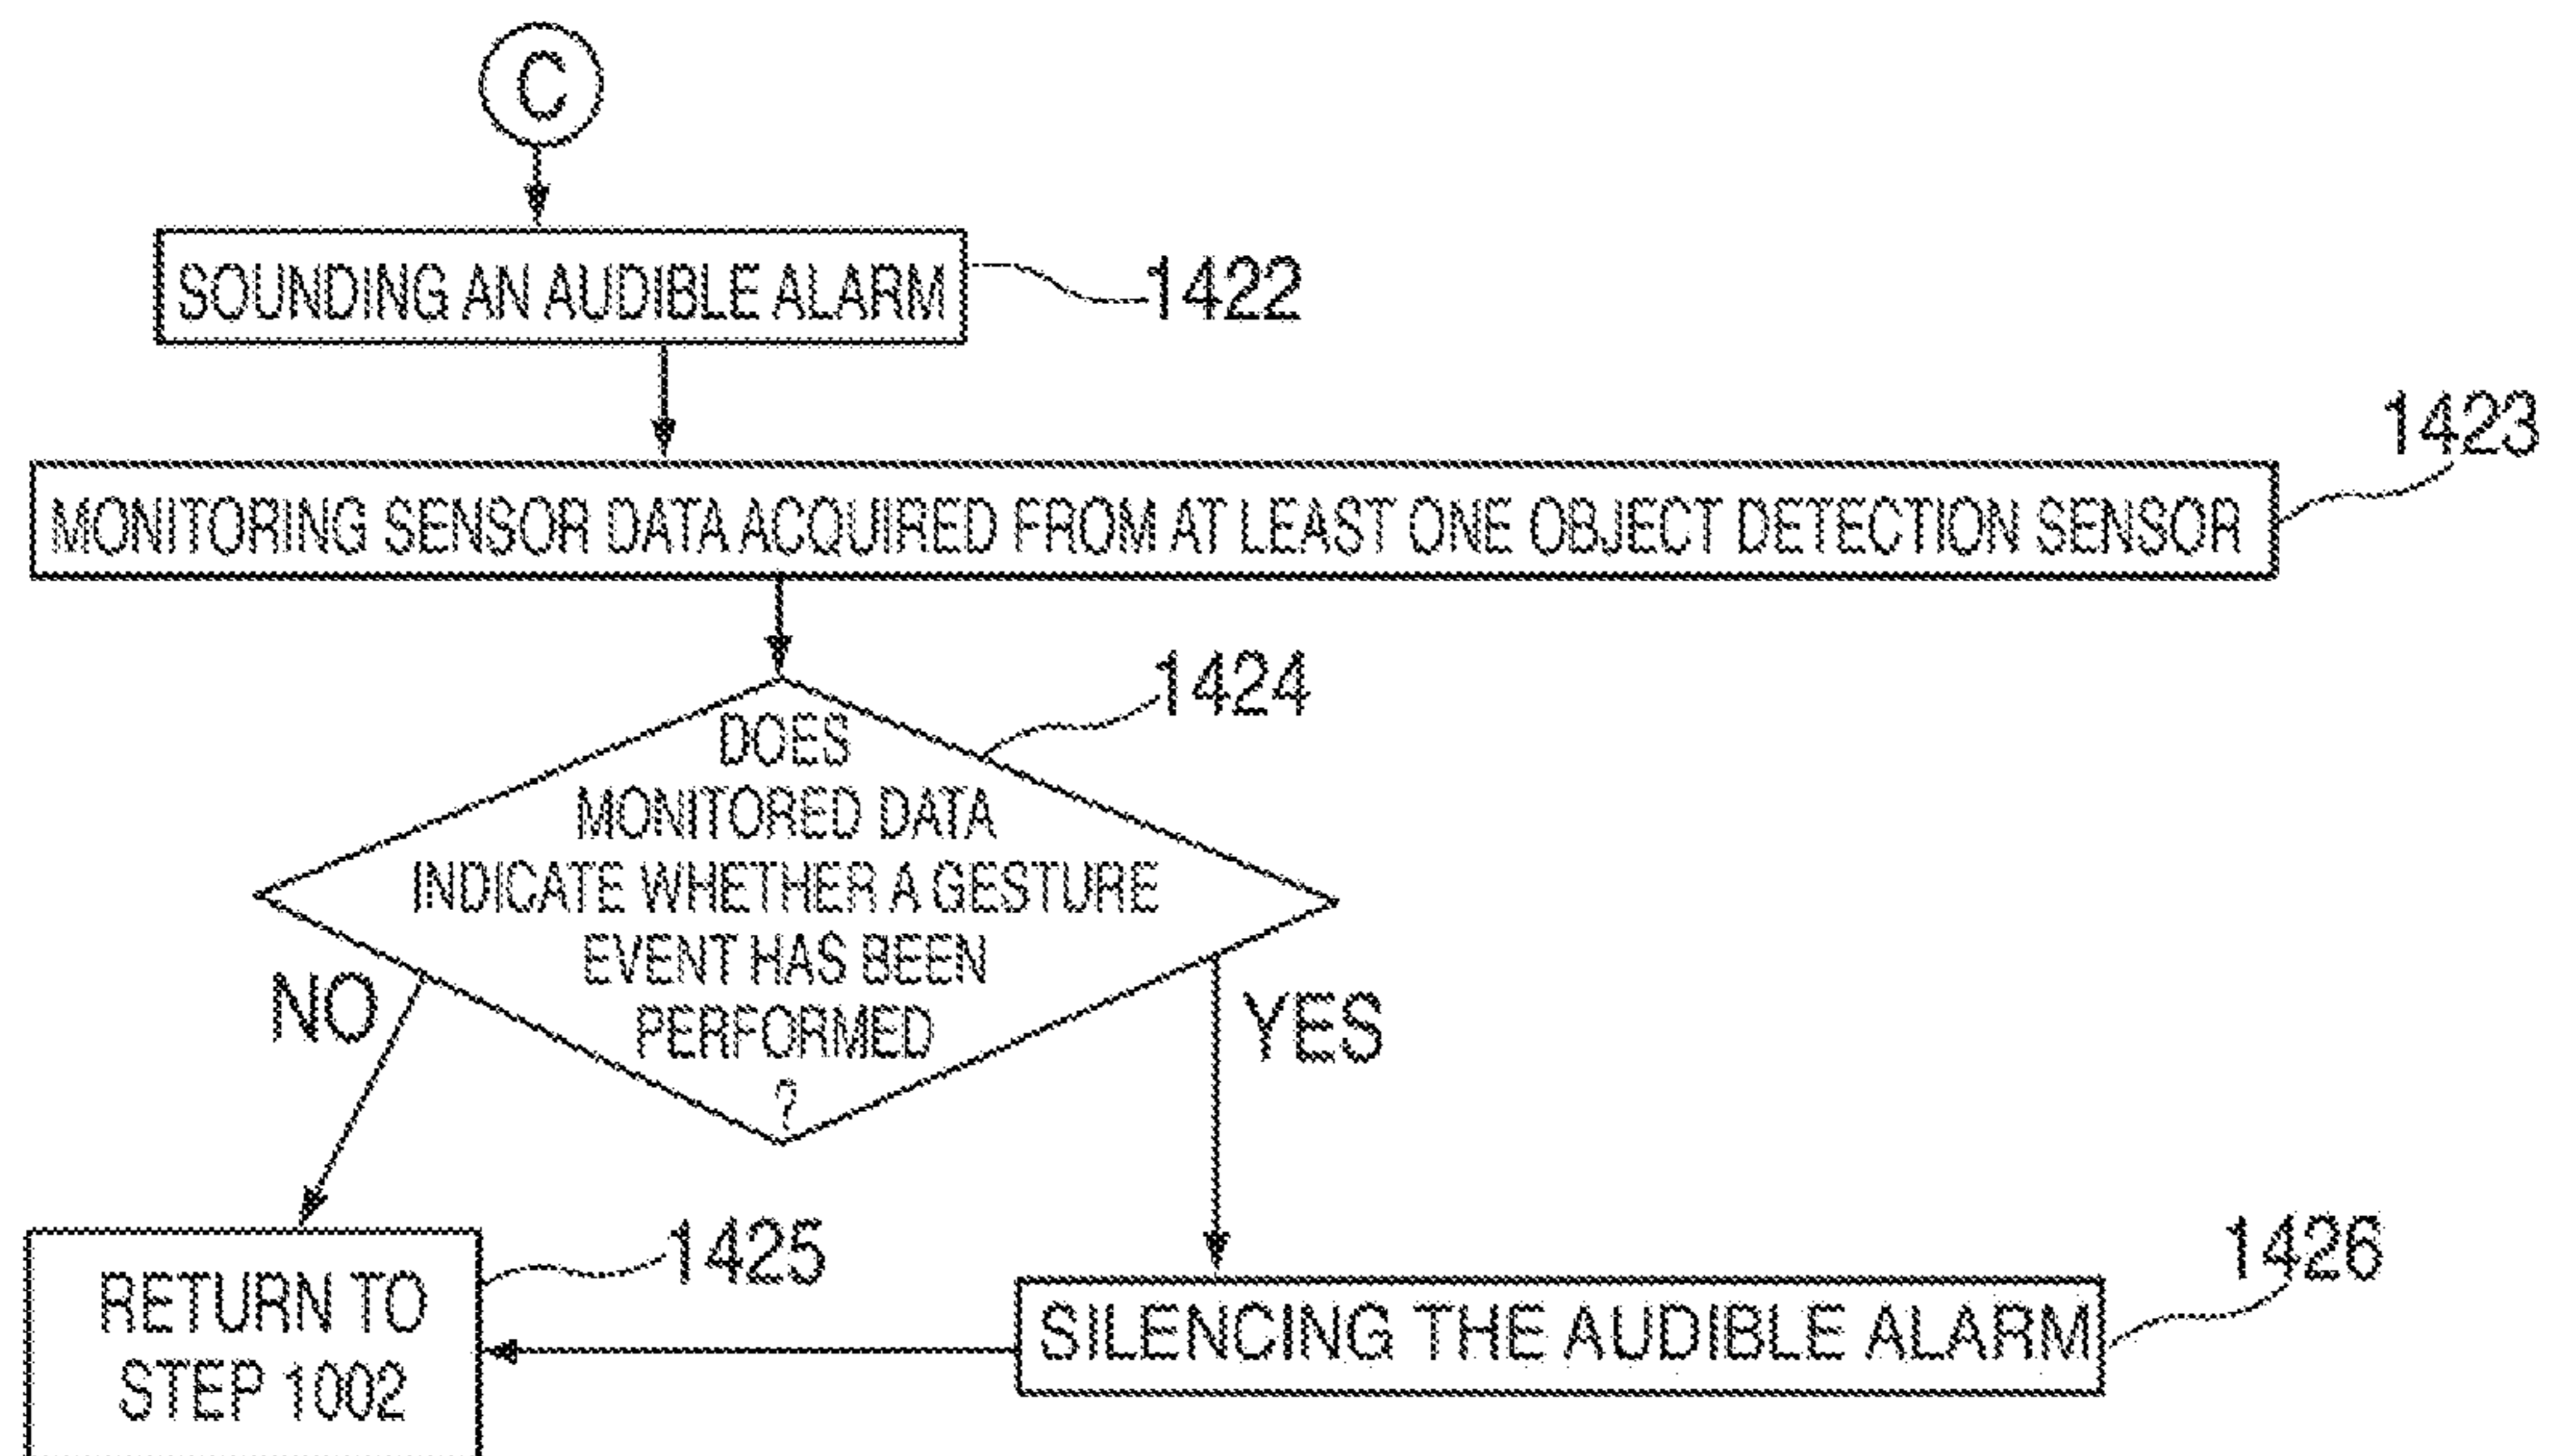 C
SOUNDING AN AUDIBLE ALARM
1422
1423
MONITORING SENSOR DATA ACQUIRED FROM AT LEAST ONE OBJECT DETECTION SENSOR
1424
DOES
MONITORED DATA
INDICATE WHETHER A GESTURE
EVENT HAS BEEN
PERFORMED
?
NO
YES
1425
RETURN TO
STEP 1002
1426
SILENCING THE AUDIBLE ALARM